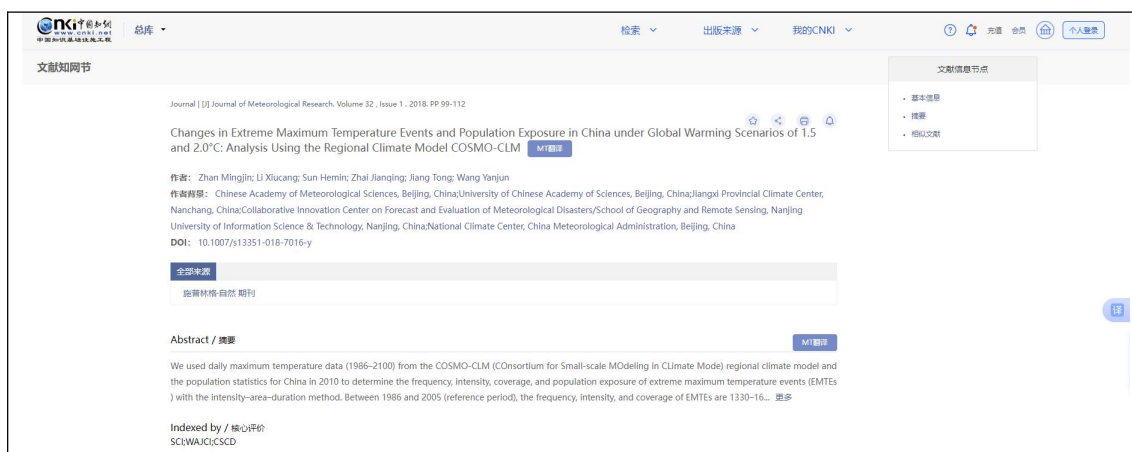 CNKI中国知网
www.cnki.net
中国知识基础设施工程
总库
检索
出版来源
我的CNKI
充值 会员
个人登录
文献知网节
文献信息节点
基本信息
摘要
相似文献
Journal | [J] Journal of Meteorological Research. Volume 32 , Issue 1 . 2018. PP 99-112
Changes in Extreme Maximum Temperature Events and Population Exposure in China under Global Warming Scenarios of 1.5
and 2.0°C: Analysis Using the Regional Climate Model COSMO-CLM MT翻译
作者: Zhan Mingjin; Li Xiucang; Sun Hemin; Zhai Jianqing; Jiang Tong; Wang Yanjun
作者背景: Chinese Academy of Meteorological Sciences, Beijing, China;University of Chinese Academy of Sciences, Beijing, China;Jiangxi Provincial Climate Center,
Nanchang, China;Collaborative Innovation Center on Forecast and Evaluation of Meteorological Disasters/School of Geography and Remote Sensing, Nanjing
University of Information Science & Technology, Nanjing, China;National Climate Center, China Meteorological Administration, Beijing, China
DOI: 10.1007/s13351-018-7016-y
全部来源
施普林格-自然 期刊
Abstract / 摘要
MT翻译
We used daily maximum temperature data (1986–2100) from the COSMO-CLM (COnsortium for Small-scale MOdeling in CLimate Mode) regional climate model and
the population statistics for China in 2010 to determine the frequency, intensity, coverage, and population exposure of extreme maximum temperature events (EMTEs
) with the intensity–area–duration method. Between 1986 and 2005 (reference period), the frequency, intensity, and coverage of EMTEs are 1330–16... 更多
Indexed by / 核心评价
SCI;WAJCI;CSCD
译